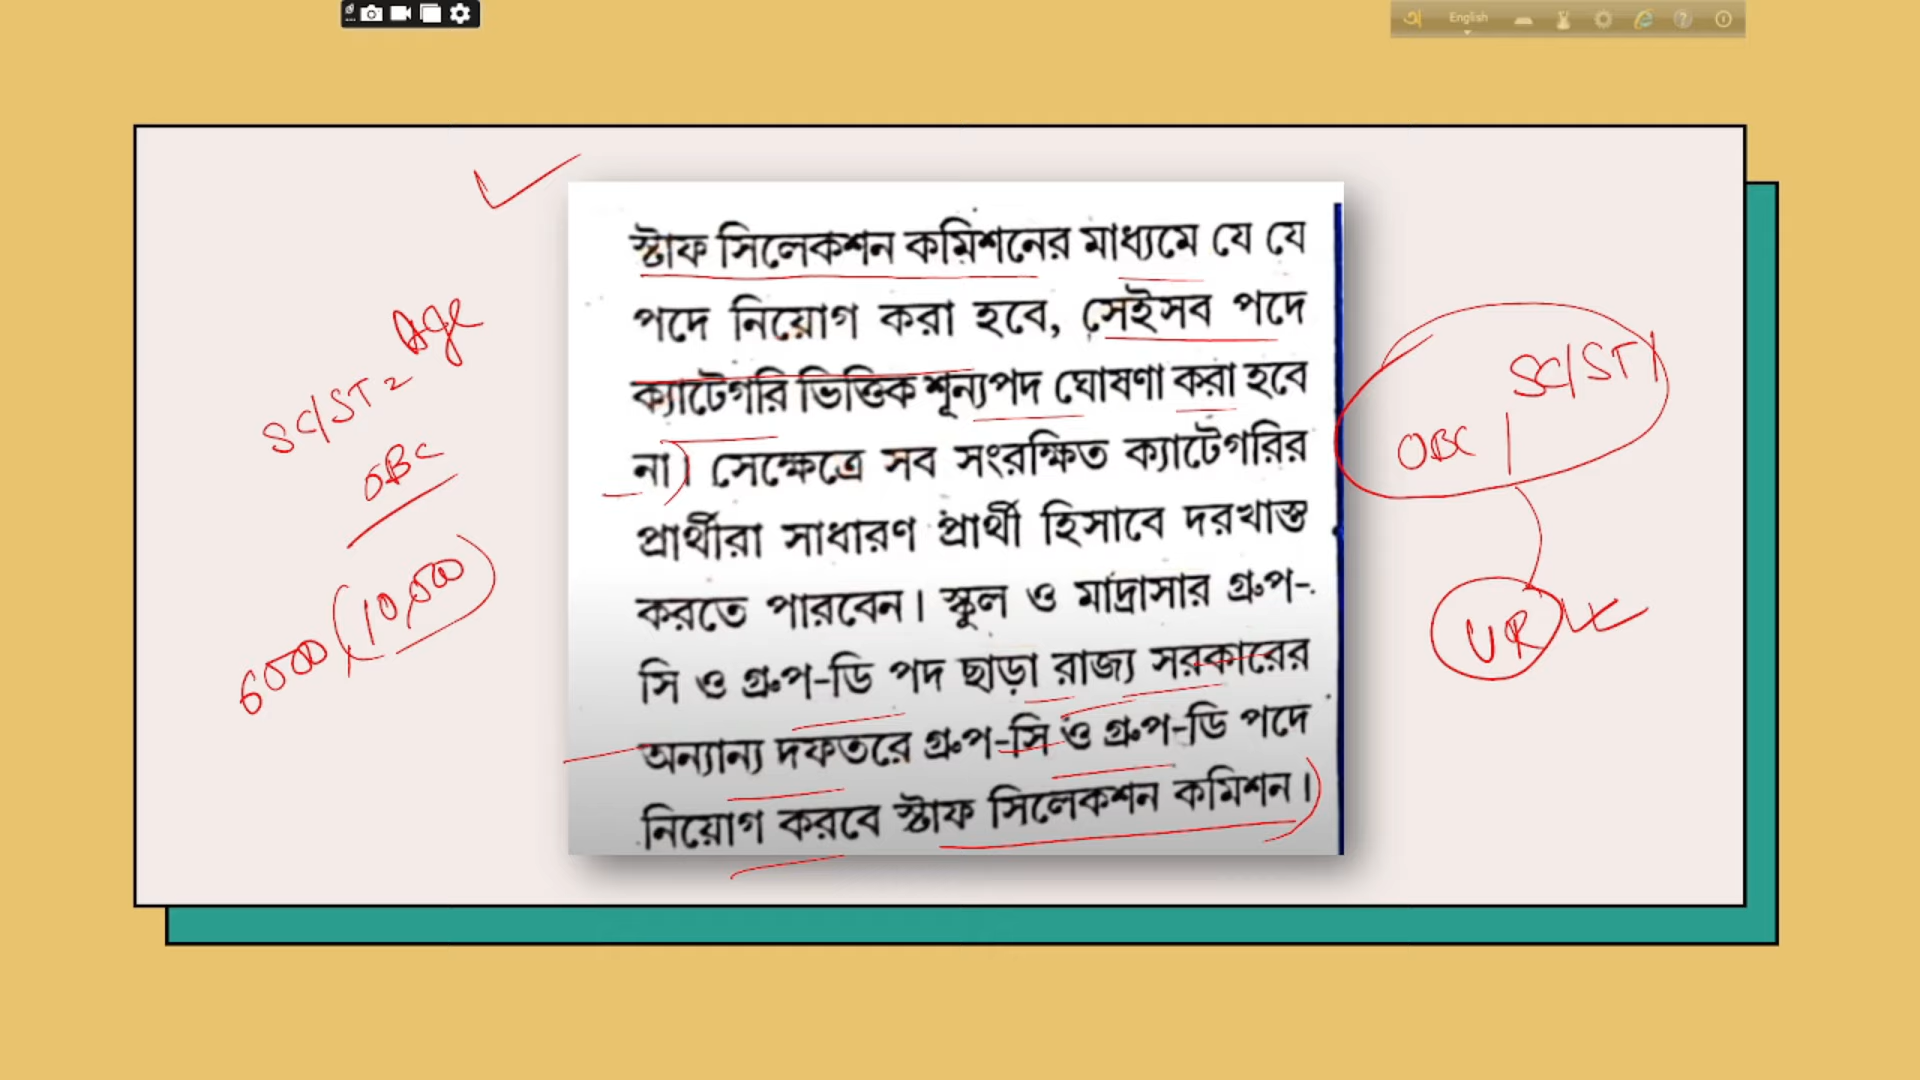 English
স্টাফ সিলেকশন কমিশনের মাধ্যমে যে যে
পদে নিয়োগ করা হবে, সেইসব পদে
ক্যাটেগরি ভিত্তিক শূন্যপদ ঘোষণা করা হবে
না। সেক্ষেত্রে সব সংরক্ষিত ক্যাটেগরির
প্রার্থীরা সাধারণ প্রার্থী হিসাবে দরখাস্ত
করতে পারবেন। স্কুল ও মাদ্রাসার গ্রুপ-
সি ও গ্রুপ-ডি পদ ছাড়া রাজ্য সরকারের
অন্যান্য দফতরে গ্রুপ-সি ও গ্রুপ-ডি পদে
নিয়োগ করবে স্টাফ সিলেকশন কমিশন।
Age
SC/ST
OBC
6000 (10,000)
SC/ST/
OBC |
UR